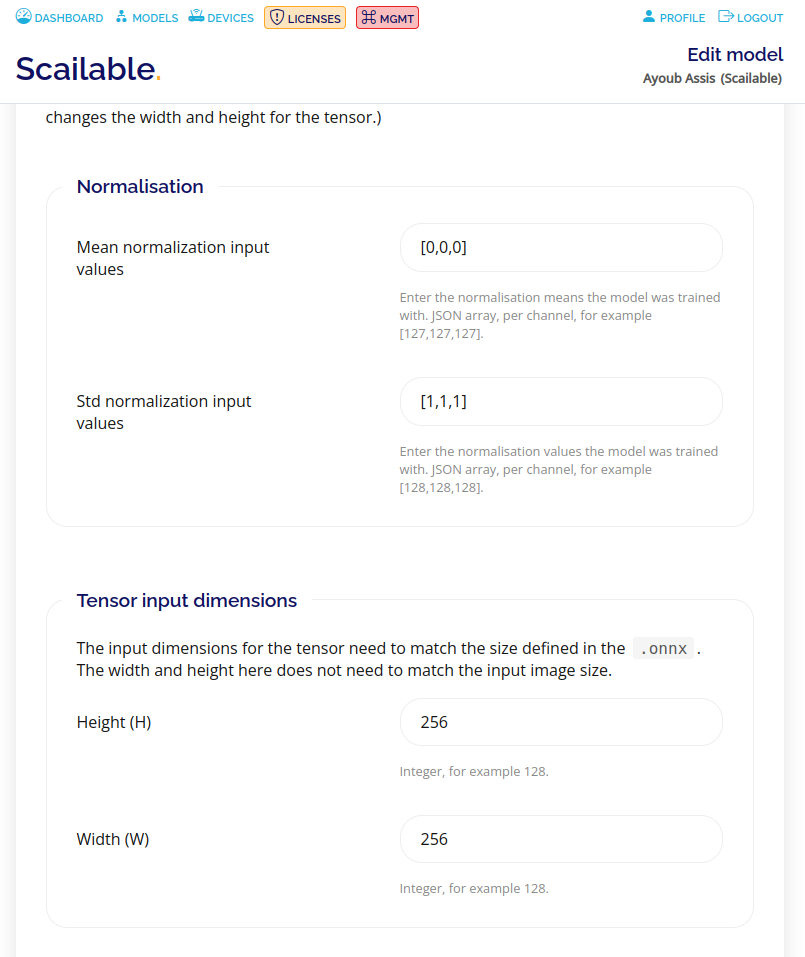 DASHBOARD MODELS DEVICES LICENSES MGMT PROFILE LOGOUT
Scailable.
Edit model
Ayoub Assis (Scailable)
changes the width and height for the tensor.)
Normalisation
Mean normalization input
values
[0,0,0]
Enter the normalisation means the model was trained
with. JSON array, per channel, for example
[127,127,127].
Std normalization input
values
[1,1,1]
Enter the normalisation values the model was trained
with. JSON array, per channel, for example
[128,128,128].
Tensor input dimensions
The input dimensions for the tensor need to match the size defined in the .onnx .
The width and height here does not need to match the input image size.
Height (H)
256
Integer, for example 128.
Width (W)
256
Integer, for example 128.